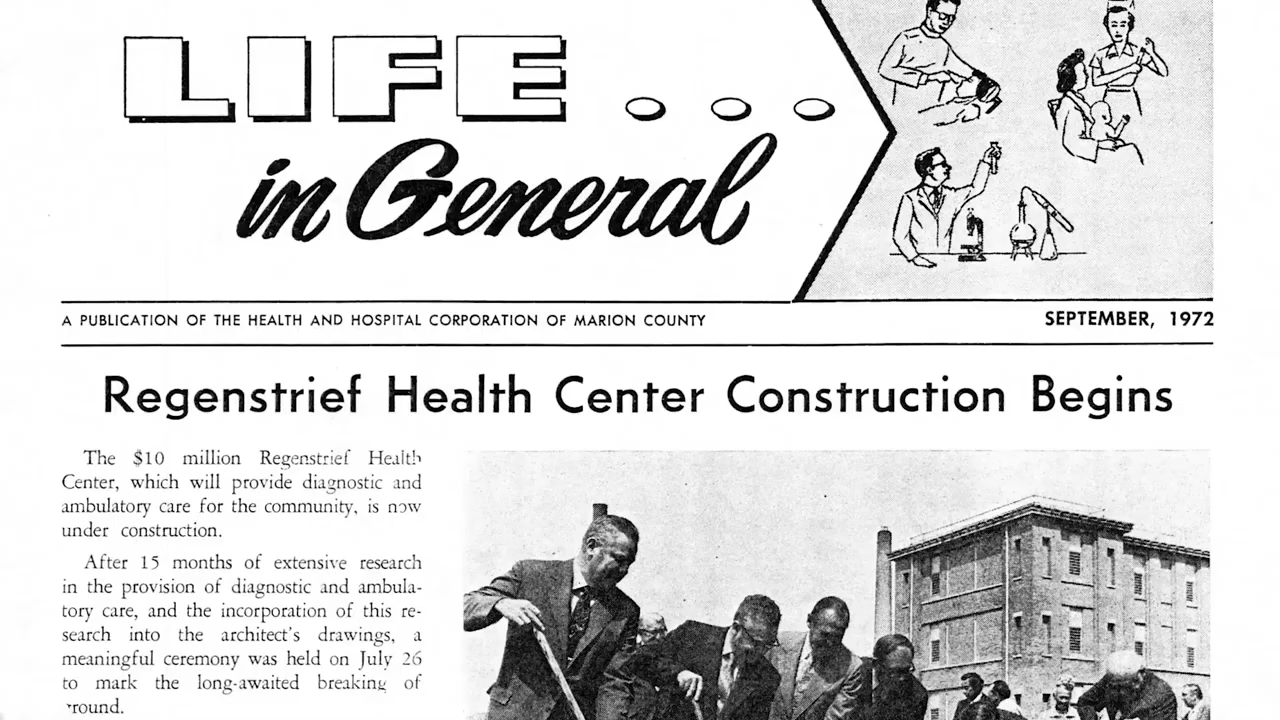 LIFE...
in General
A PUBLICATION OF THE HEALTH AND HOSPITAL CORPORATION OF MARION COUNTY
SEPTEMBER, 1972
Regenstrief Health Center Construction Begins
The $10 million Regenstrief Health
Center, which will provide diagnostic and
ambulatory care for the community, is now
under construction.
After 15 months of extensive research
in the provision of diagnostic and ambula-
tory care, and the incorporation of this re-
search into the architect's drawings, a
meaningful ceremony was held on July 26
to mark the long-awaited breaking of
ground.